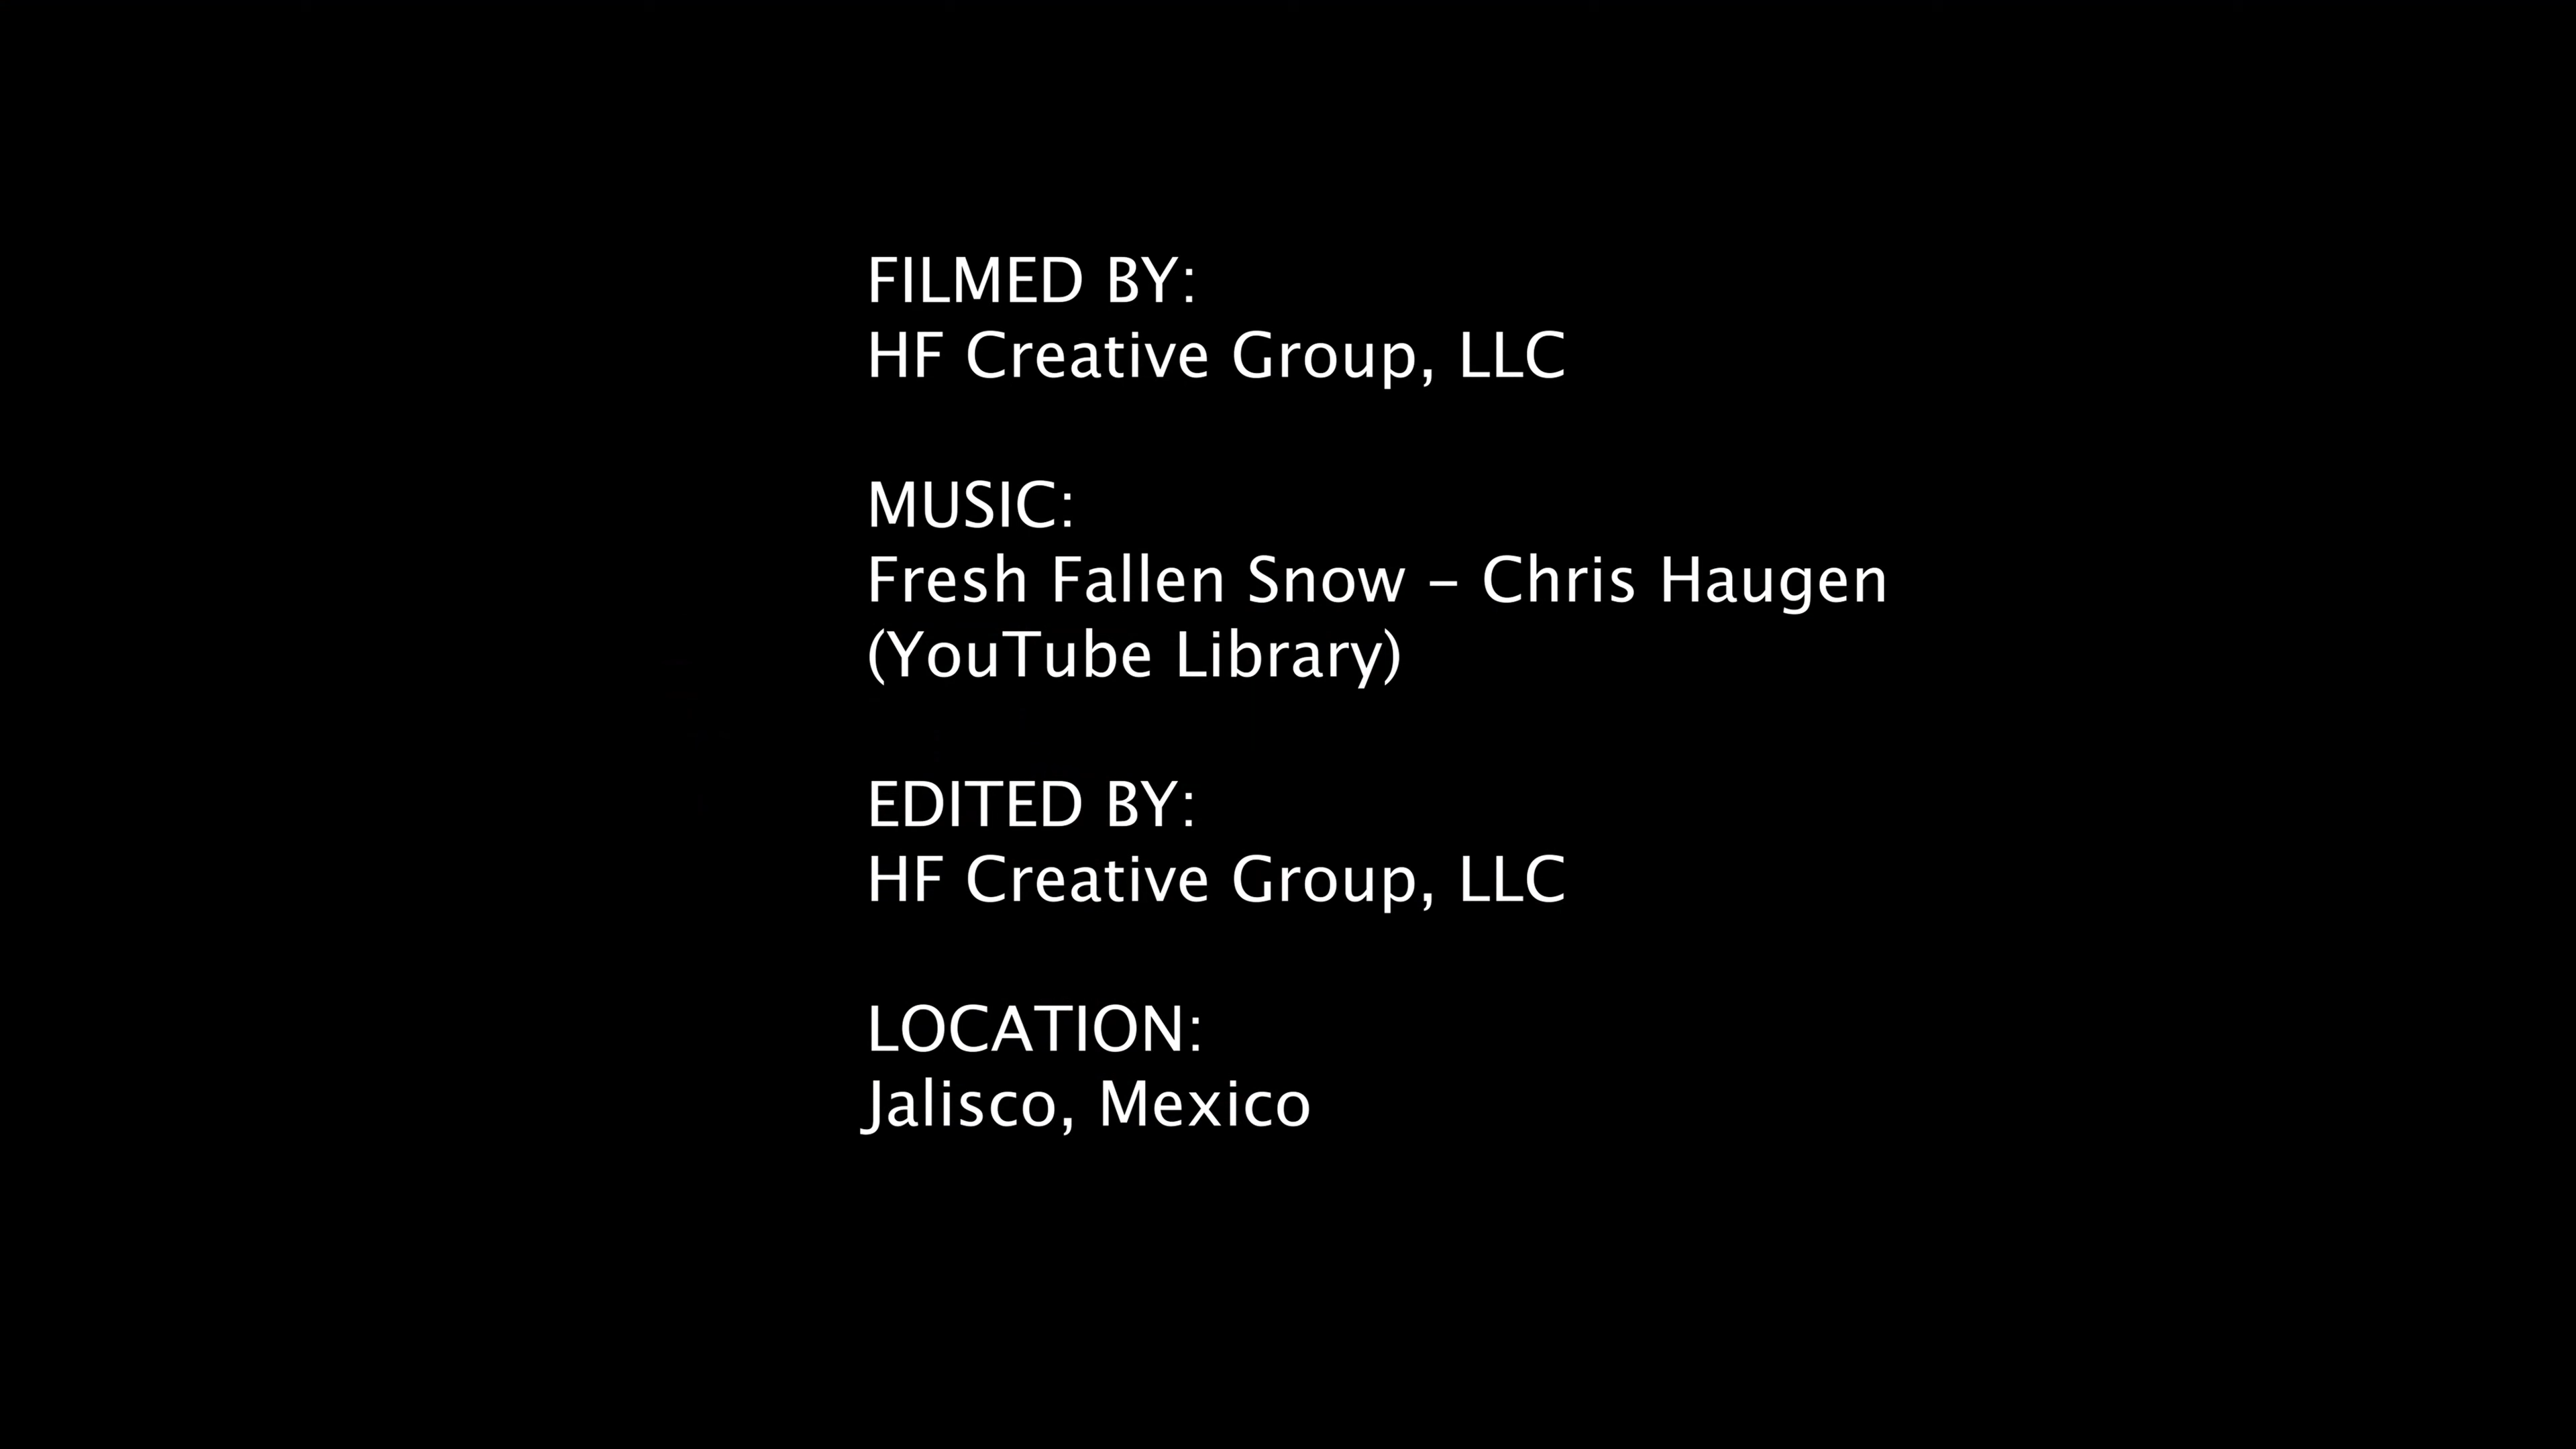 FILMED BY:
HF Creative Group, LLC
MUSIC:
Fresh Fallen Snow - Chris Haugen
(YouTube Library)
EDITED BY:
HF Creative Group, LLC
LOCATION:
Jalisco, Mexico